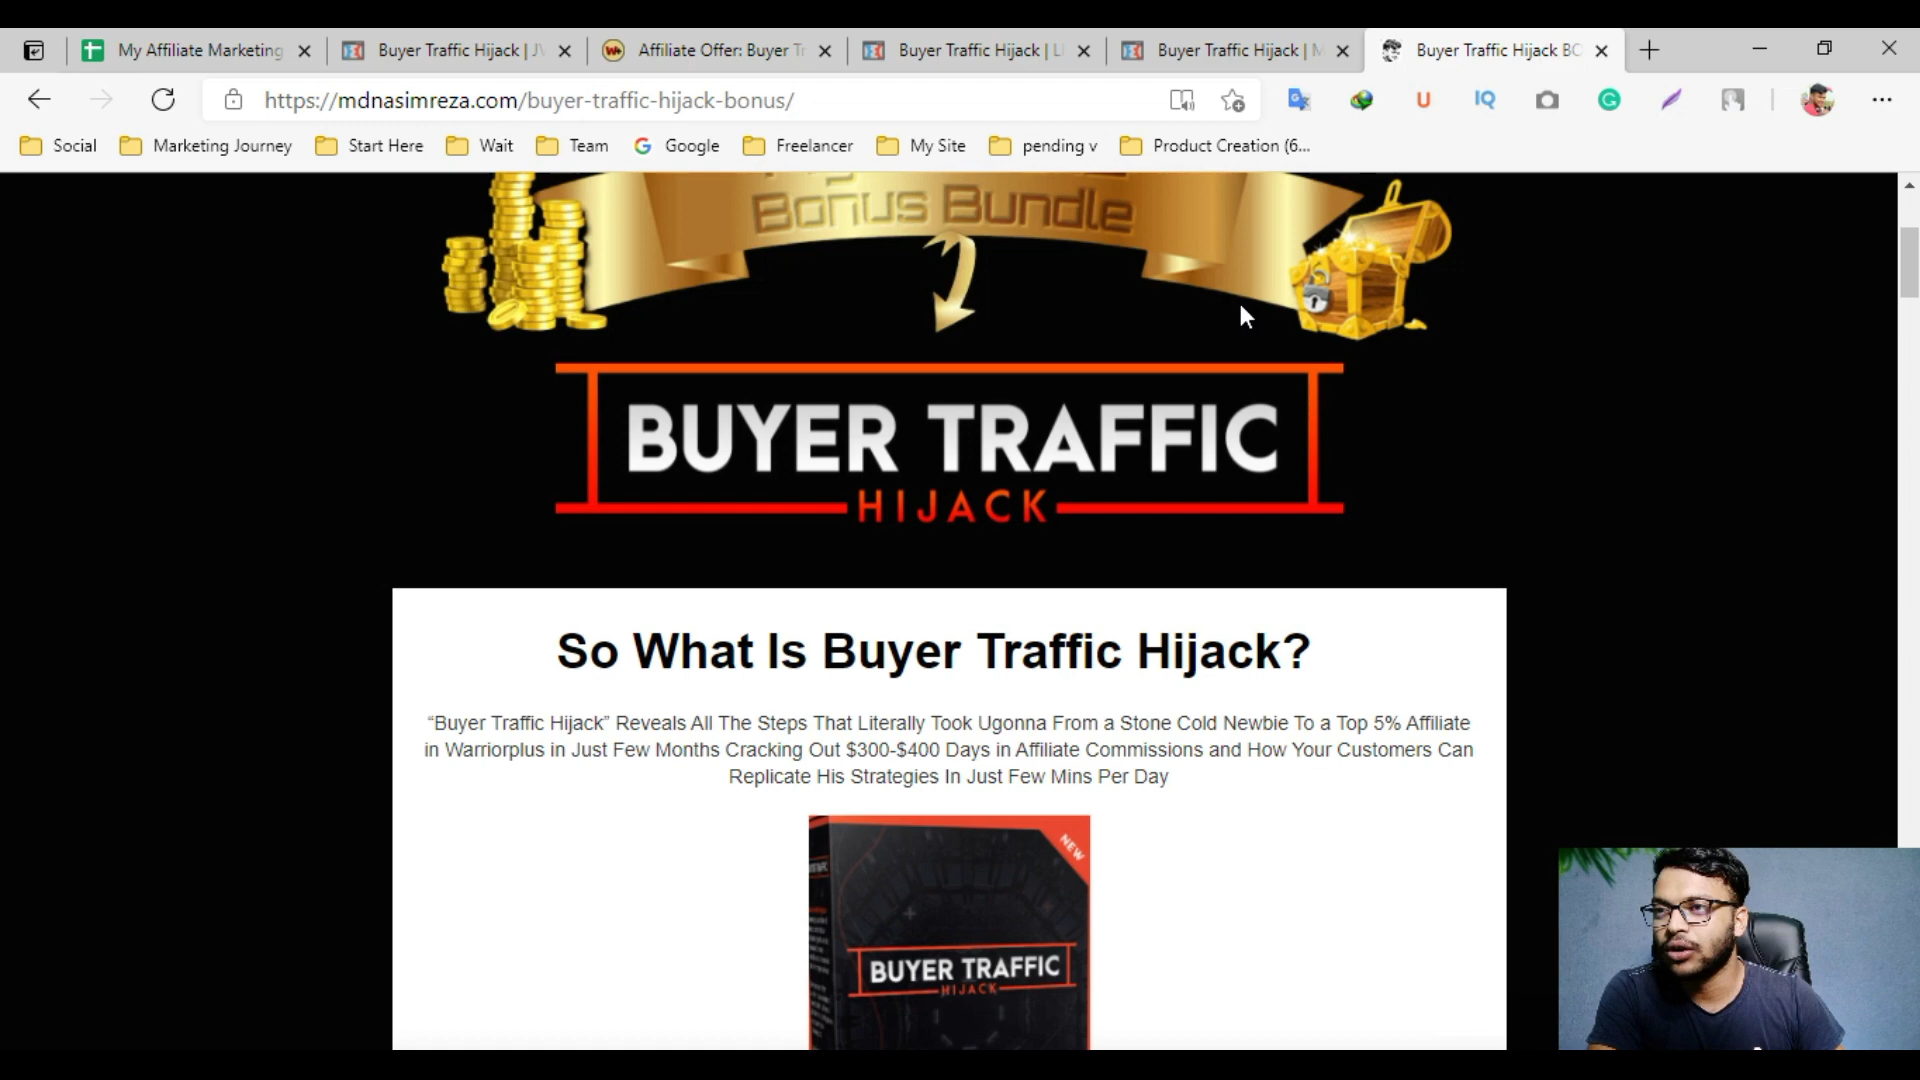 My Affiliate Marketing
Buyer Traffic Hijack | JV
Affiliate Offer: Buyer Tr
Buyer Traffic Hijack | LI
Buyer Traffic Hijack | M
Buyer Traffic Hijack BO
https://mdnasimreza.com/buyer-traffic-hijack-bonus/
Social
Marketing Journey
Start Here
Wait
Team
Google
Freelancer
My Site
pending v
Product Creation (6...
Bonus Bundle
BUYER TRAFFIC
HIJACK
So What Is Buyer Traffic Hijack?
“Buyer Traffic Hijack” Reveals All The Steps That Literally Took Ugonna From a Stone Cold Newbie To a Top 5% Affiliate
in Warriorplus in Just Few Months Cracking Out $300-$400 Days in Affiliate Commissions and How Your Customers Can
Replicate His Strategies In Just Few Mins Per Day
NEW
BUYER TRAFFIC
HIJACK